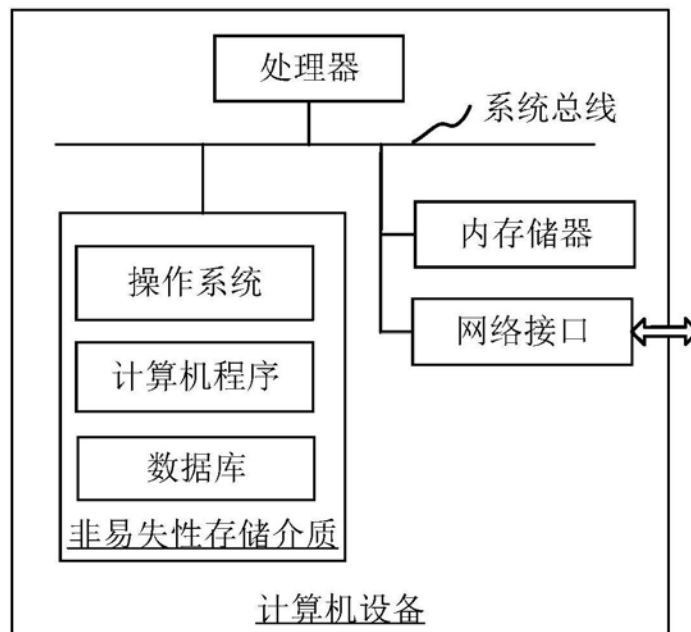 处理器
系统总线
内存储器
操作系统
网络接口
计算机程序
数据库
非易失性存储介质
计算机设备